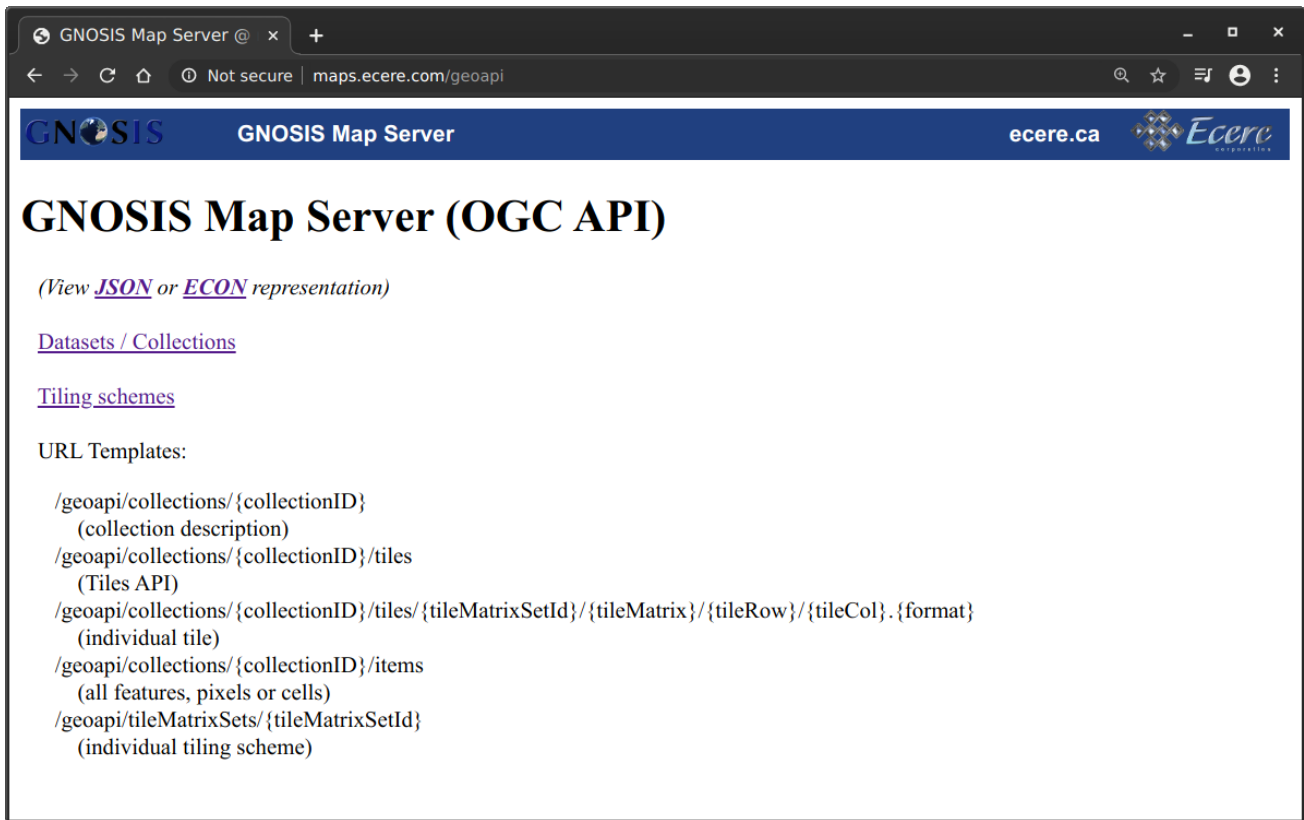 GNOSIS Map Server @
Not secure | maps.ecere.com/geoapi
GNOSIS GNOSIS Map Server ecere.ca Ecere
corporation
GNOSIS Map Server (OGC API)
(View JSON or ECON representation)
Datasets / Collections
Tiling schemes
URL Templates:
/geoapi/collections/{collectionID}
(collection description)
/geoapi/collections/{collectionID}/tiles
(Tiles API)
/geoapi/collections/{collectionID}/tiles/{tileMatrixSetId}/{tileMatrix}/{tileRow}/{tileCol}.{format}
(individual tile)
/geoapi/collections/{collectionID}/items
(all features, pixels or cells)
/geoapi/tileMatrixSets/{tileMatrixSetId}
(individual tiling scheme)